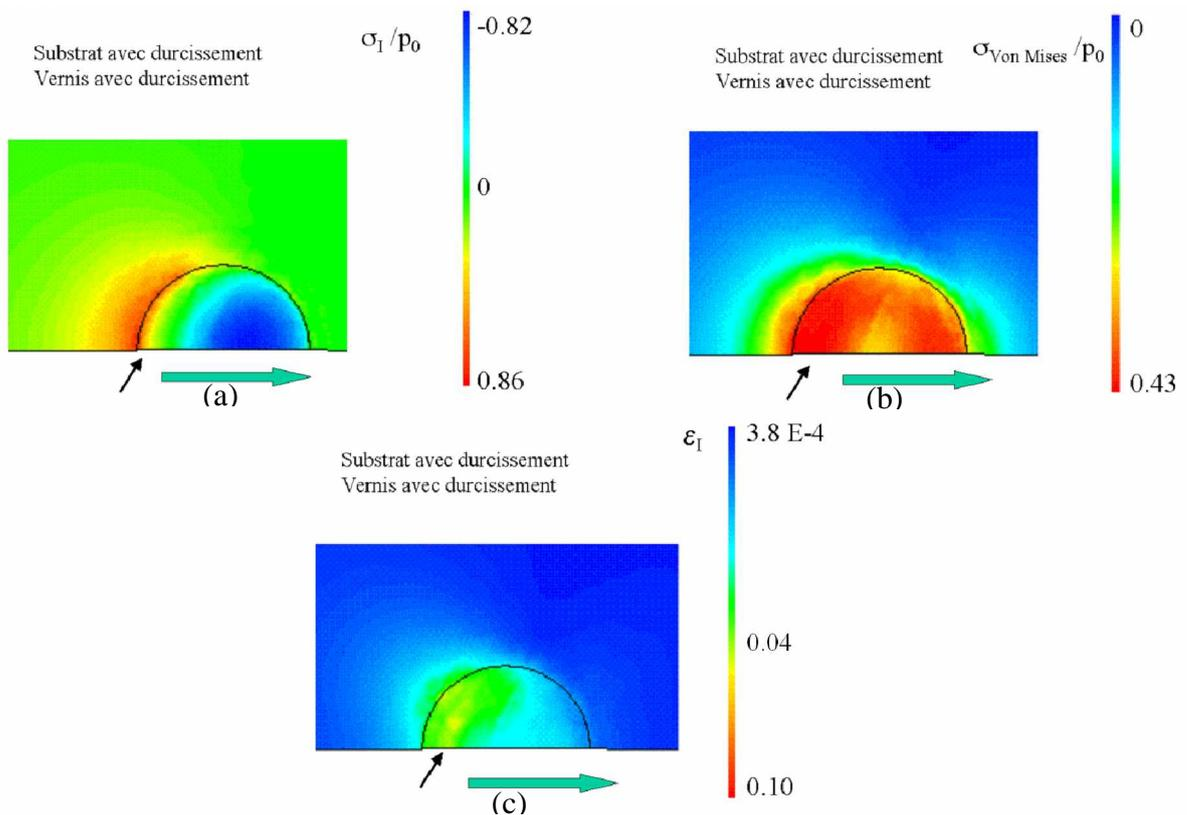 Substrat avec durcissement
Vernis avec durcissement
σI /p0
-0.82
0
0.86
(a)
Substrat avec durcissement
Vernis avec durcissement
σVon Mises /p0
0
0.43
(b)
Substrat avec durcissement
Vernis avec durcissement
εI
3.8 E-4
0.04
0.10
(c)